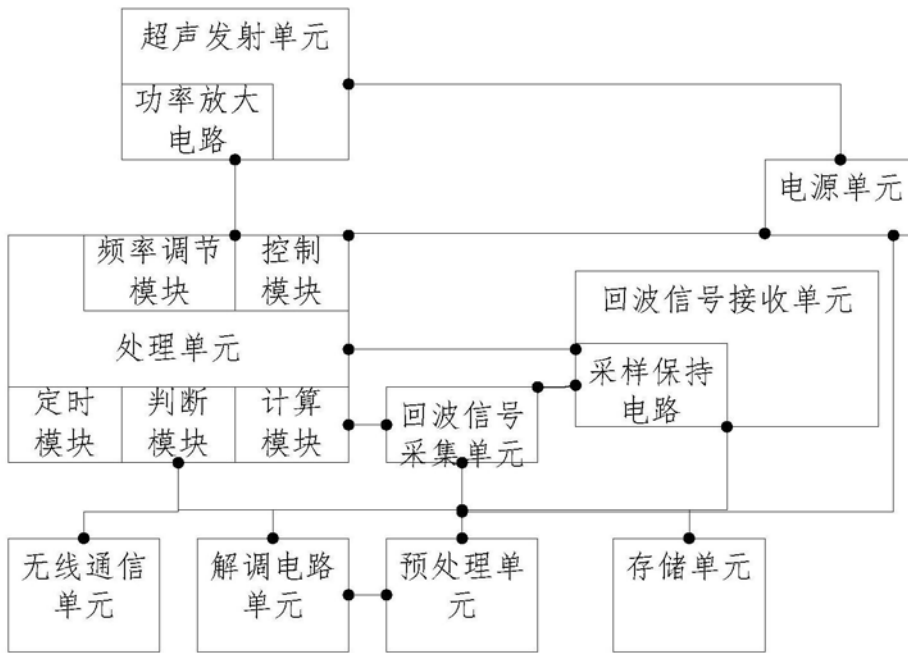 超声发射单元
功率放大
电路
电源单元
频率调节
模块
控制
模块
回波信号接收单元
处理单元
采样保持
电路
定时
模块
判断
模块
计算
模块
回波信号
采集单元
无线通信
单元
解调电路
单元
预处理单
元
存储单元